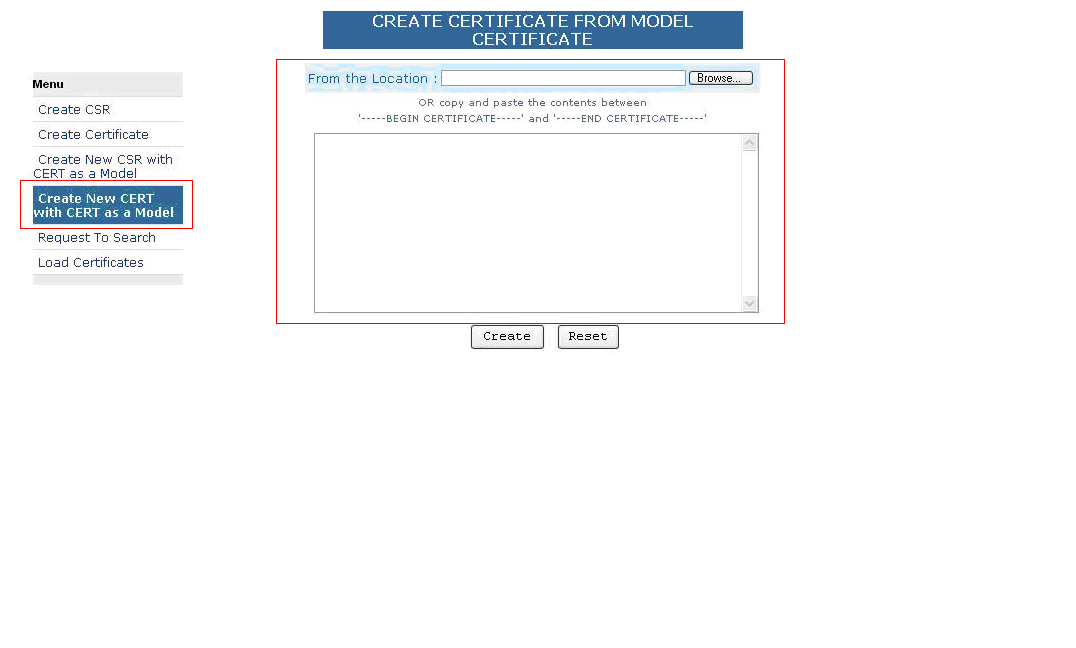 CREATE CERTIFICATE FROM MODEL
CERTIFICATE
Menu
Create CSR
Create Certificate
Create New CSR with
CERT as a Model
Create New CERT
with CERT as a Model
Request To Search
Load Certificates
From the Location : Browse...
OR copy and paste the contents between
'-----BEGIN CERTIFICATE-----' and '-----END CERTIFICATE-----'
Create Reset